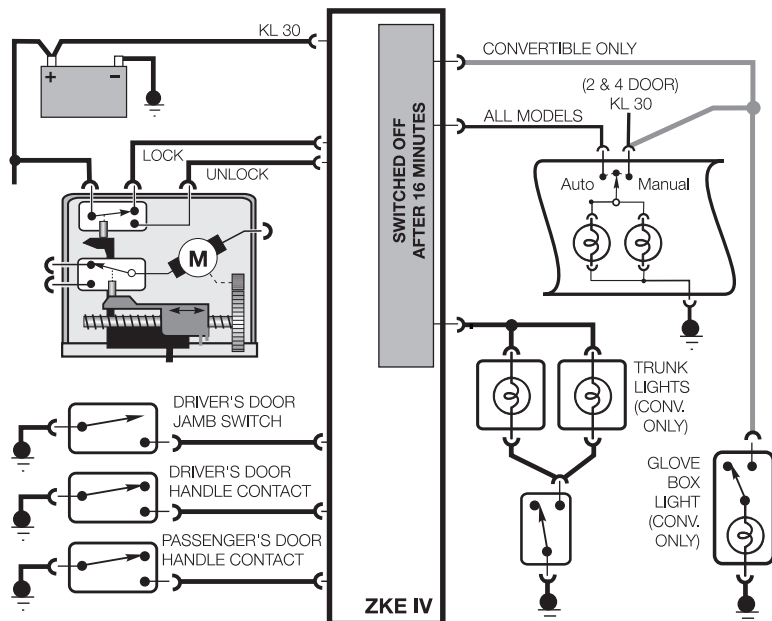 KL 30
CONVERTIBLE ONLY
(2 & 4 DOOR)
KL 30
ALL MODELS
+
–
LOCK
UNLOCK
SWITCHED OFF
AFTER 16 MINUTES
Auto
Manual
M
TRUNK
LIGHTS
(CONV.
ONLY)
DRIVER'S DOOR
JAMB SWITCH
DRIVER'S DOOR
HANDLE CONTACT
PASSENGER'S DOOR
HANDLE CONTACT
GLOVE
BOX
LIGHT
(CONV.
ONLY)
ZKE IV